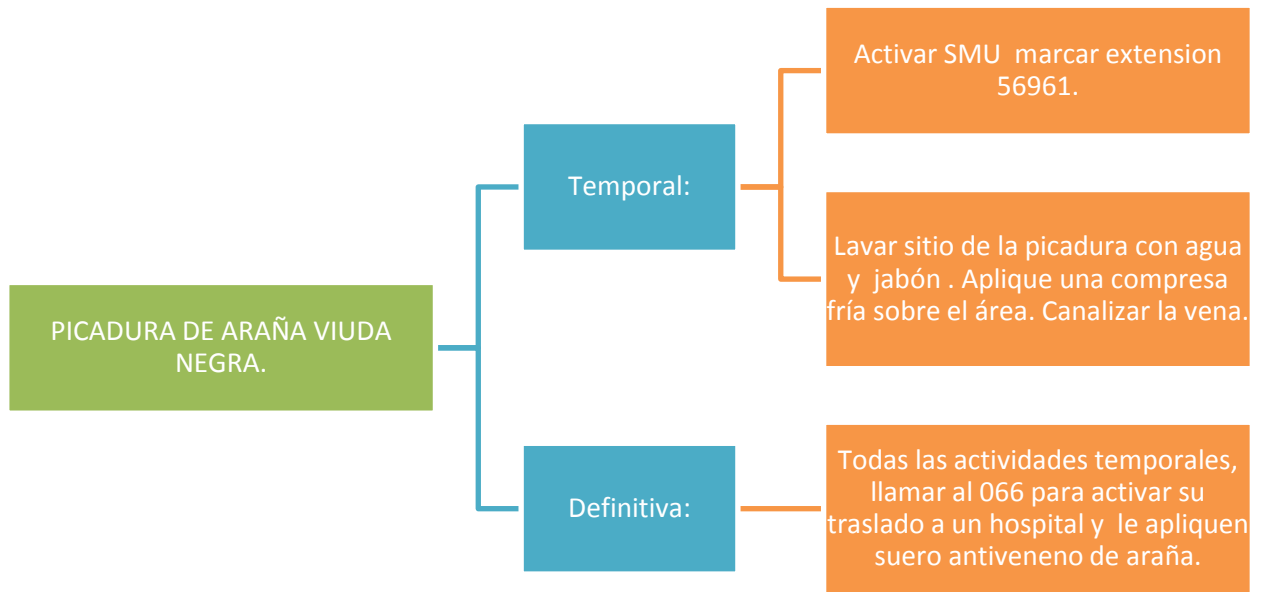 PICADURA DE ARAÑA VIUDA
NEGRA.
Temporal:
Activar SMU marcar extension
56961.
Lavar sitio de la picadura con agua
y jabón . Aplique una compresa
fría sobre el área. Canalizar la vena.
Definitiva:
Todas las actividades temporales,
llamar al 066 para activar su
traslado a un hospital y le apliquen
suero antiveneno de araña.